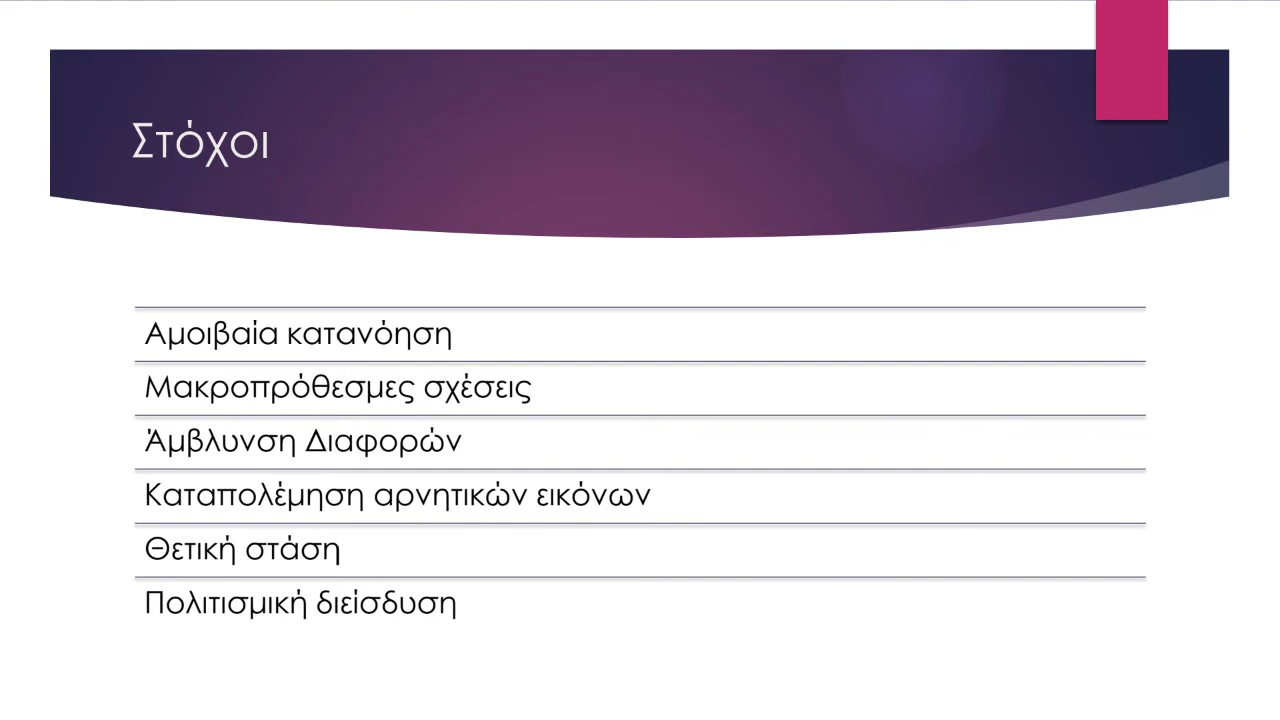 Στόχοι
Αμοιβαία κατανόηση
Μακροπρόθεσμες σχέσεις
Άμβλυνση Διαφορών
Καταπολέμηση αρνητικών εικόνων
Θετική στάση
Πολιτισμική διείσδυση